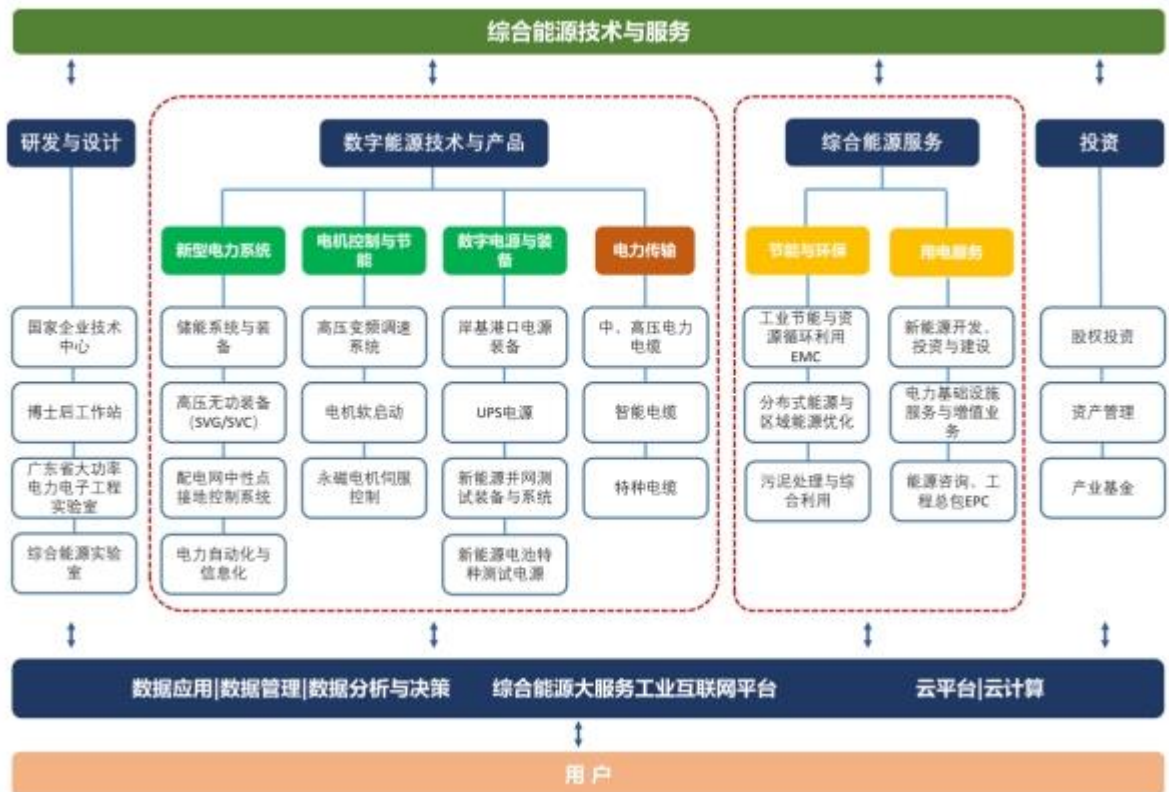 综合能源技术与服务
研发与设计
数字能源技术与产品
综合能源服务
投资
新型电力系统
电机控制与节
能
数字电源与装
备
电力传输
节能与环保
用电服务
国家企业技术
中心
博士后工作站
广东省大功率
电力电子工程
实验室
综合能源实验
室
储能系统与装
备
高压无功装备
(SVG/SVC)
配电网中性点
接地控制系统
电力自动化与
信息化
高压变频调速
系统
电机软启动
永磁电机伺服
控制
岸基港口电源
装备
UPS电源
新能源并网测
试装备与系统
新能源电池特
种测试电源
中、高压电力
电缆
智能电缆
特种电缆
工业节能与资
源循环利用
EMC
分布式能源与
区域能源优化
污泥处理与综
合利用
新能源开发、
投资与建设
电力基础设施
服务与增值业
务
能源咨询、工
程总包EPC
股权投资
资产管理
产业基金
数据应用|数据管理|数据分析与决策
综合能源大服务工业互联网平台
云平台|云计算
用 户